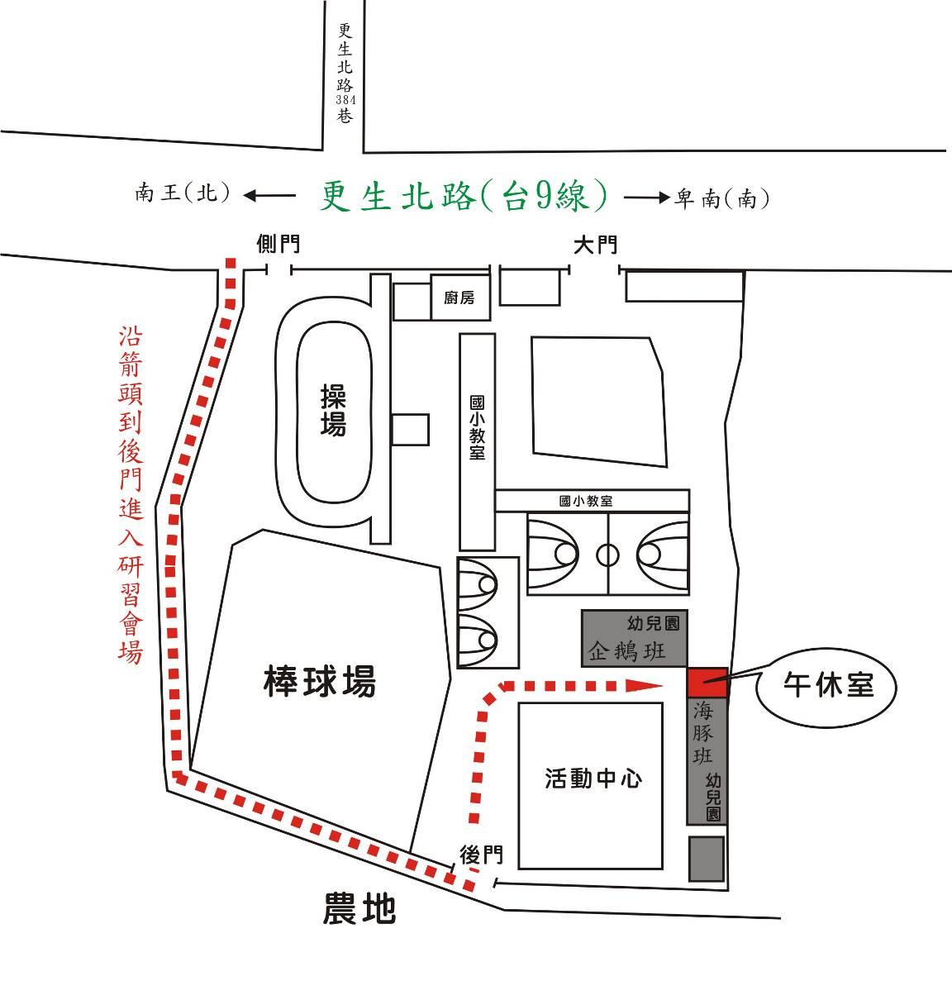 更生北路384巷
南王(北)
更生北路(台9線)
卑南(南)
側門
大門
廚房
沿箭頭到後門進入研習會場
操場
國小教室
國小教室
幼兒園
企鵝班
棒球場
午休室
海豚班
幼兒園
活動中心
後門
農地